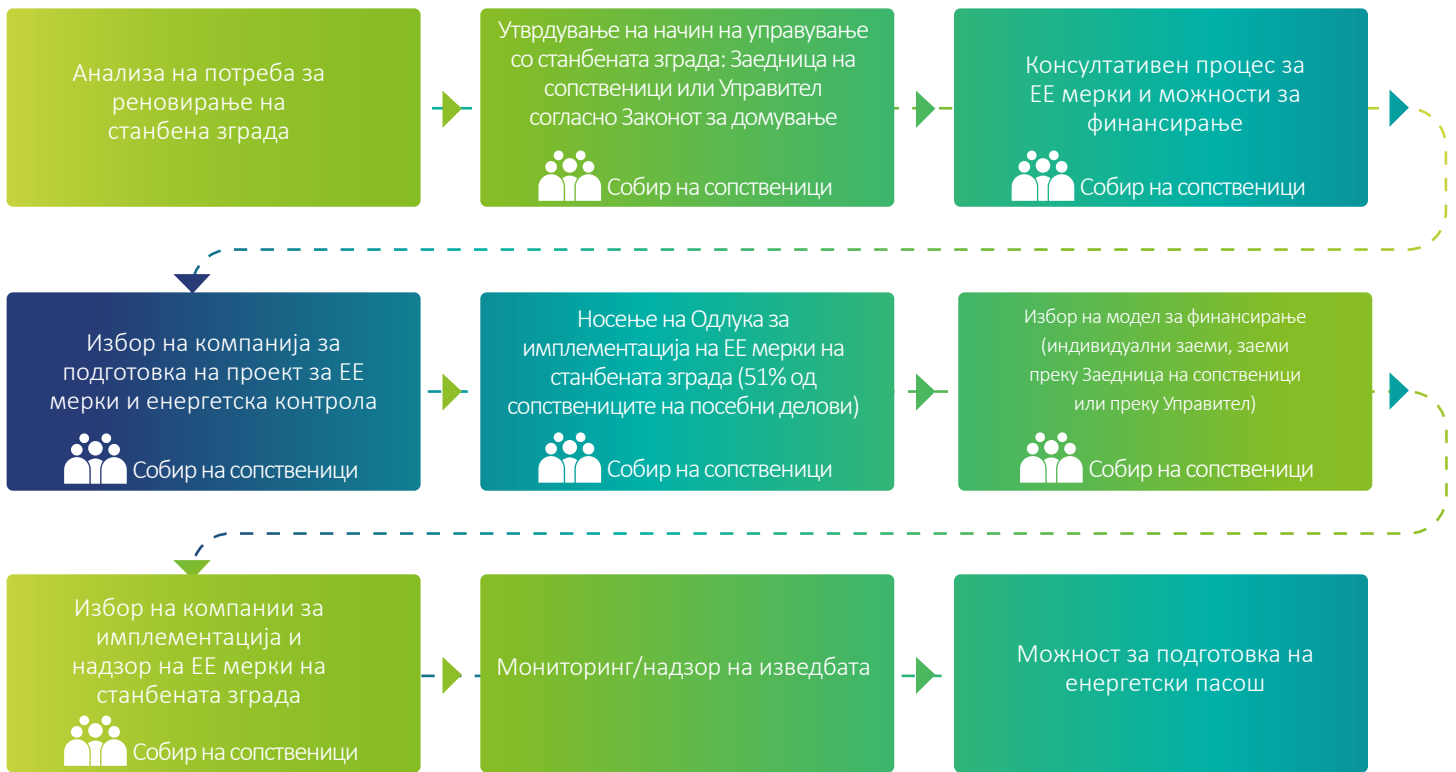 Анализа на потреба за
реновирање на
станбена зграда
Утврдување на начин на управување
со станбената зграда: Заедница на
сопственици или Управител
согласно Законот за домување
Собир на сопственици
Консултативен процес за
ЕЕ мерки и можности за
финансирање
Собир на сопственици
Избор на компанија за
подготовка на проект за ЕЕ
мерки и енергетска контрола
Собир на сопственици
Носење на Одлука за
имплементација на ЕЕ мерки на
станбената зграда (51% од
сопствениците на посебни делови)
Собир на сопственици
Избор на модел за финансирање
(индивидуални заеми, заеми
преку Заедница на сопственици
или преку Управител)
Собир на сопственици
Избор на компании за
имплементација и
надзор на ЕЕ мерки на
станбената зграда
Собир на сопственици
Мониторинг/надзор на изведбата
Можност за подготовка на
енергетски пасош